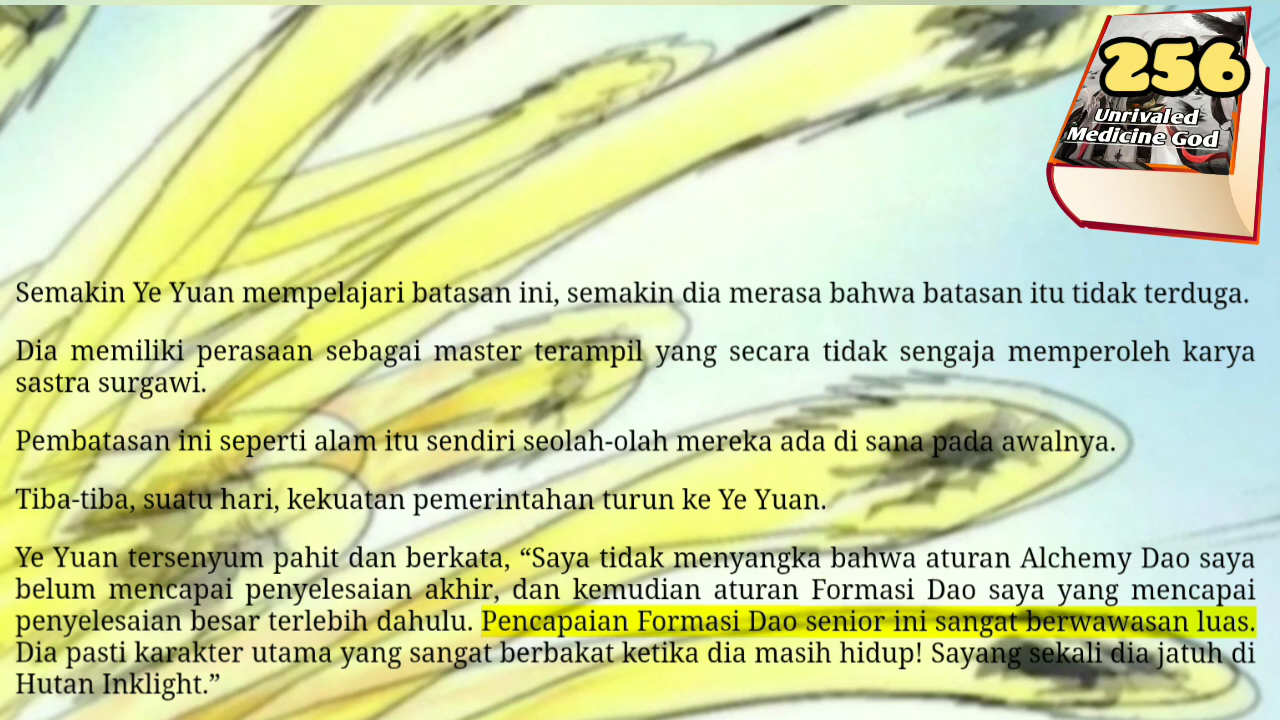 256
Unrivaled
Medicine God
Semakin Ye Yuan mempelajari batasan ini, semakin dia merasa bahwa batasan itu tidak terduga.
Dia memiliki perasaan sebagai master terampil yang secara tidak sengaja memperoleh karya
sastra surgawi.
Pembatasan ini seperti alam itu sendiri seolah-olah mereka ada di sana pada awalnya.
Tiba-tiba, suatu hari, kekuatan pemerintahan turun ke Ye Yuan.
Ye Yuan tersenyum pahit dan berkata, “Saya tidak menyangka bahwa aturan Alchemy Dao saya
belum mencapai penyelesaian akhir, dan kemudian aturan Formasi Dao saya yang mencapai
penyelesaian besar terlebih dahulu. Pencapaian Formasi Dao senior ini sangat berwawasan luas.
Dia pasti karakter utama yang sangat berbakat ketika dia masih hidup! Sayang sekali dia jatuh di
Hutan Inklight.”